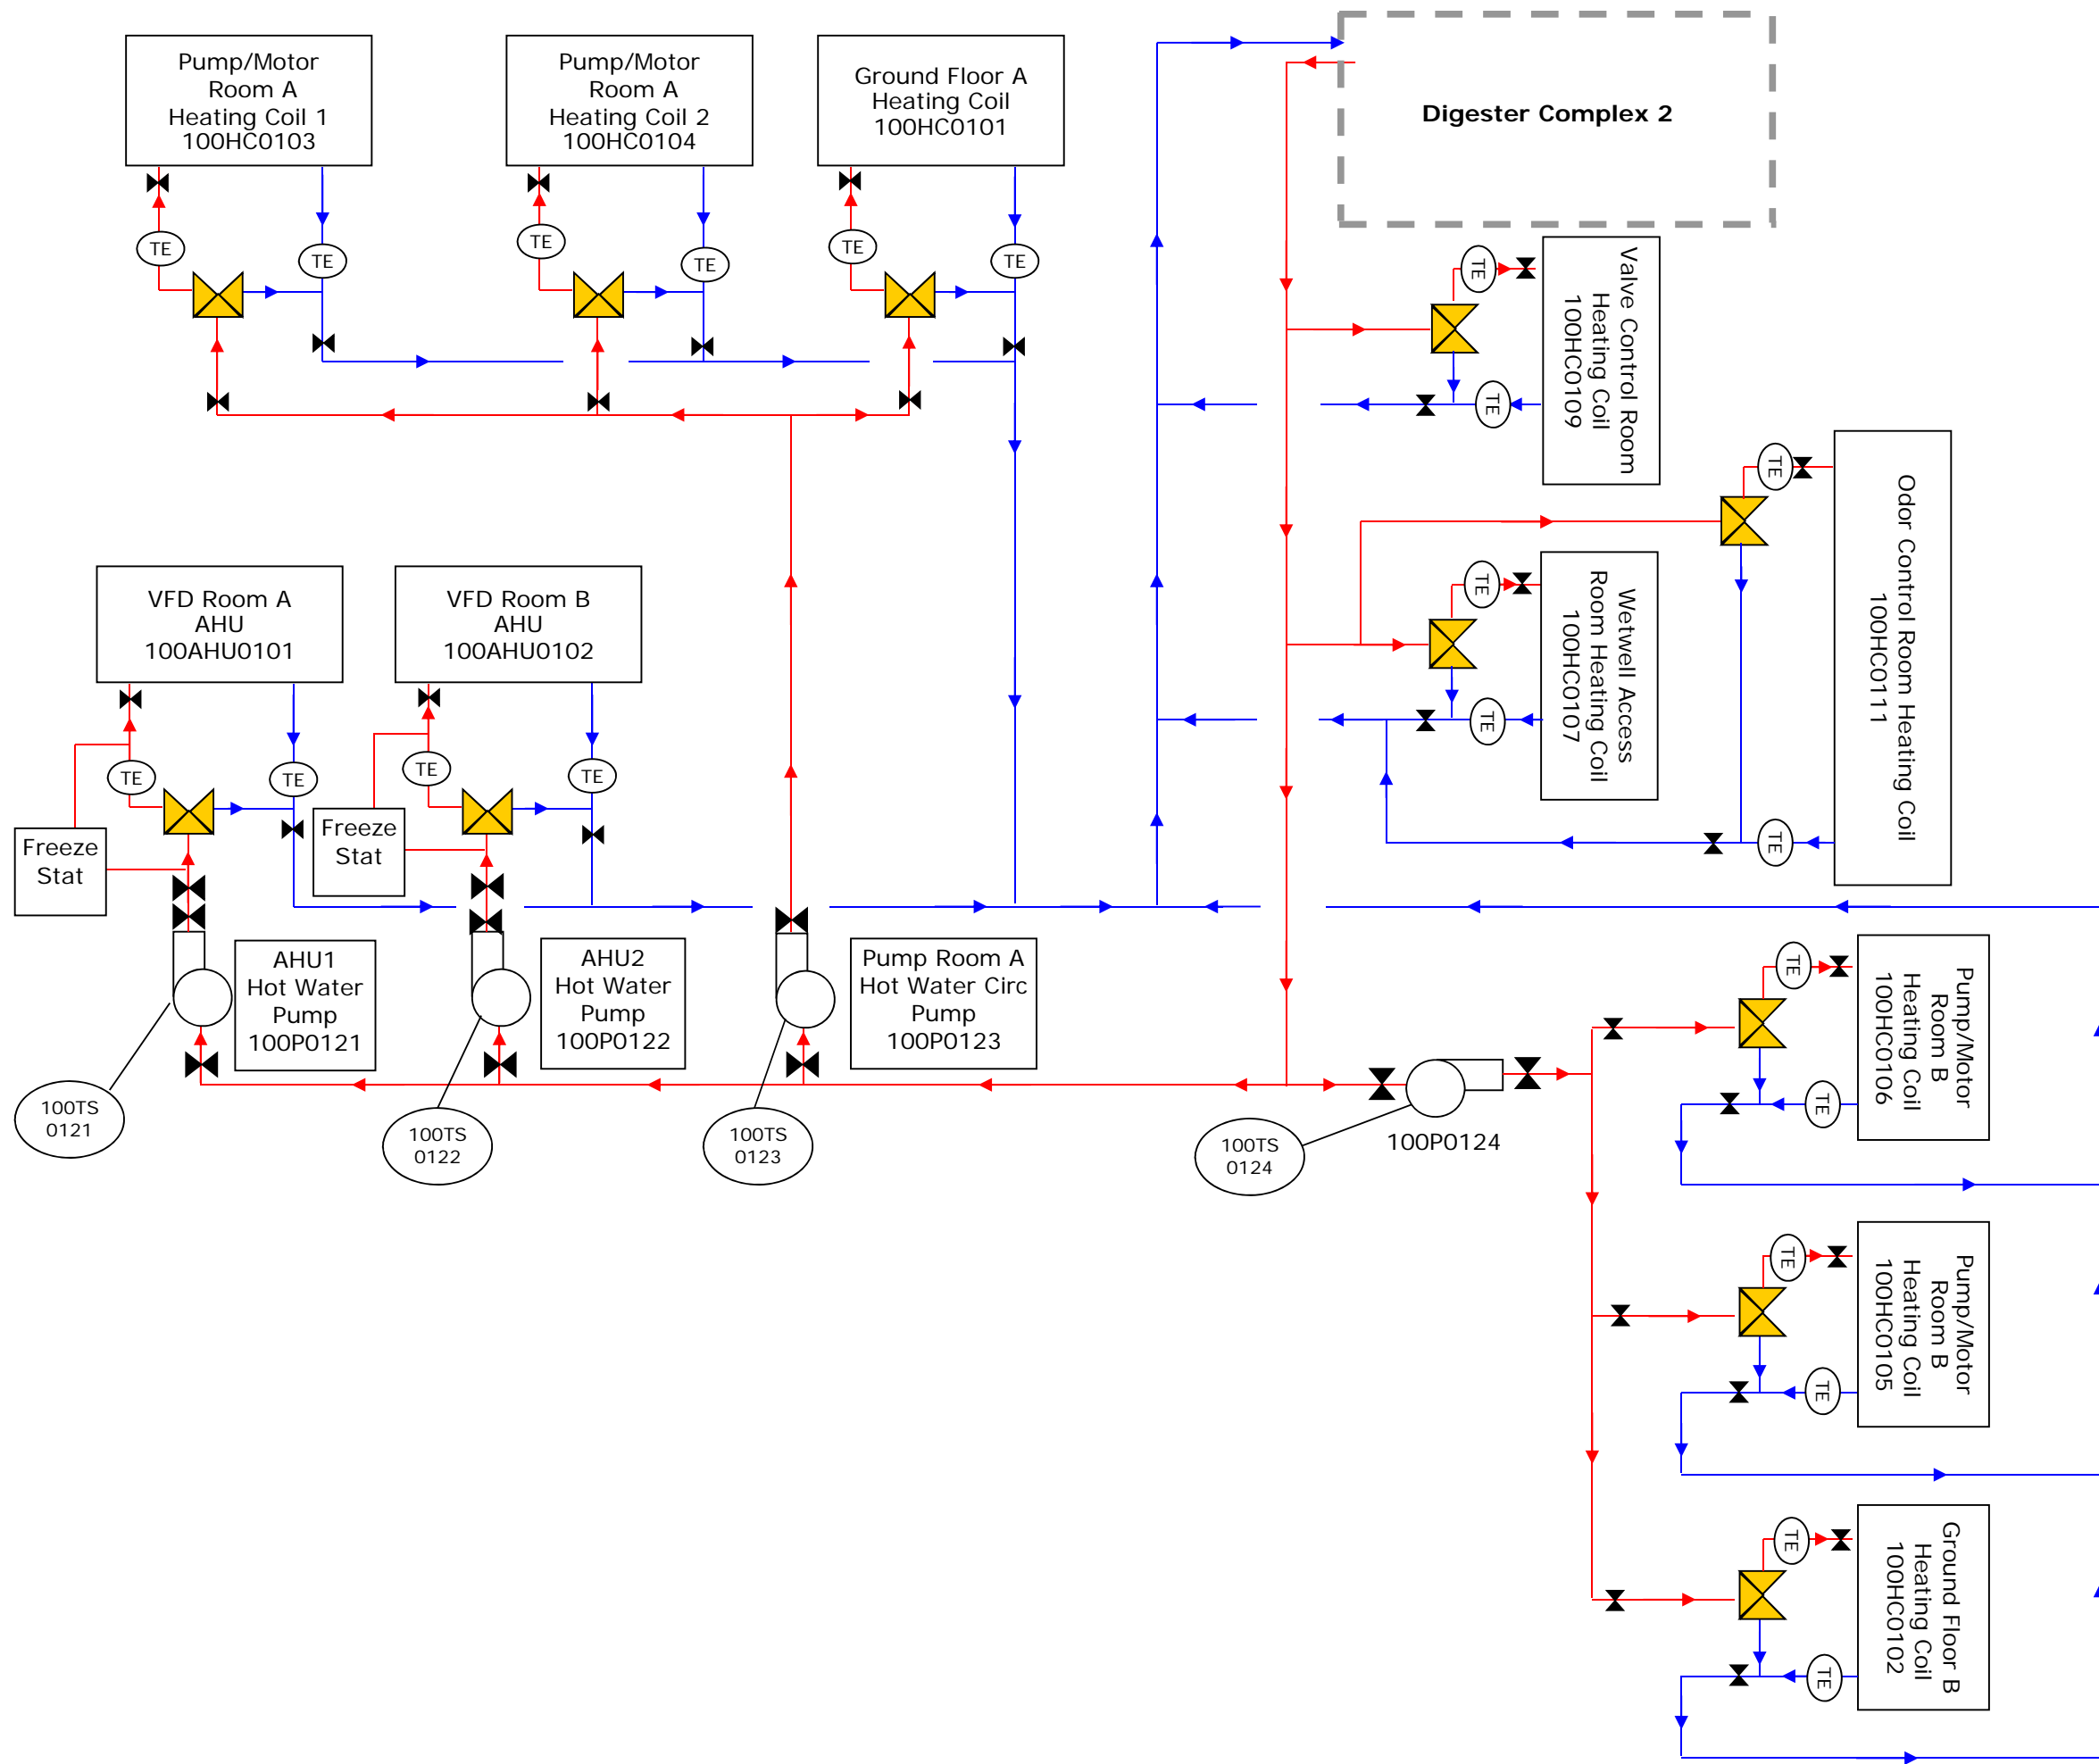 Pump/Motor
Room A
Heating Coil 1
100HC0103
Pump/Motor
Room A
Heating Coil 2
100HC0104
Ground Floor A
Heating Coil
100HC0101
Digester Complex 2
TE
TE
TE
TE
TE
TE
Valve Control Room
Heating Coil
100HC0109
TE
TE
Odor Control Room Heating Coil
100HC0111
TE
TE
Wetwell Access
Room Heating Coil
100HC0107
TE
TE
VFD Room A
AHU
100AHU0101
VFD Room B
AHU
100AHU0102
TE
TE
TE
TE
Freeze
Stat
Freeze
Stat
AHU1
Hot Water
Pump
100P0121
AHU2
Hot Water
Pump
100P0122
Pump Room A
Hot Water Circ
Pump
100P0123
100TS
0121
100TS
0122
100TS
0123
100TS
0124
100P0124
Pump/Motor
Room B
Heating Coil
100HC0106
TE
TE
Pump/Motor
Room B
Heating Coil
100HC0105
TE
TE
Ground Floor B
Heating Coil
100HC0102
TE
TE